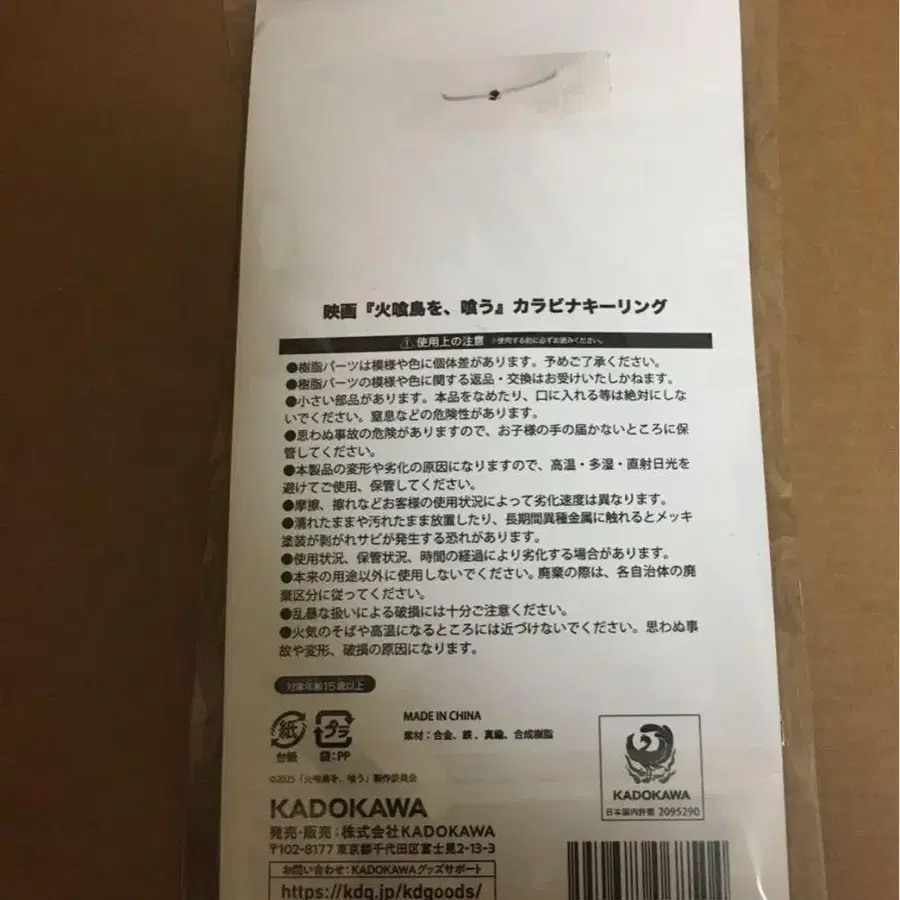 映画『火喰鳥を、喰う』カラビナキーリング
使用上の注意 ※使用する前に必ずお読みください。
●樹脂パーツは模様や色に個体差があります。予めご了承ください。
●樹脂パーツの模様や色に関する返品・交換はお受けいたしかねます。
●小さい部品があります。本品をなめたり、口に入れる等は絶対にしな
いでください。窒息などの危険性があります。
●思わぬ事故の危険がありますので、お子様の手の届かないところに保
管してください。
●本製品の変形や劣化の原因になりますので、高温・多湿・直射日光を
避けてご使用、保管してください。
●摩擦、擦れなどお客様の使用状況によって劣化速度は異なります。
●濡れたままや汚れたまま放置したり、長期間異種金属に触れるとメッキ
塗装が剥がれサビが発生する恐れがあります。
●使用状況、保管状況、時間の経過により劣化する場合があります。
●本来の用途以外に使用しないでください。廃棄の際は、各自治体の廃
棄区分に従ってください。
●乱暴な扱いによる破損には十分ご注意ください。
●火気のそばや高温になるところには近づけないでください。思わぬ事
故や変形、破損の原因になります。
対象年齢15歳以上
紙 プラ
台紙 袋:PP
MADE IN CHINA
素材:合金、鉄、真鍮、合成樹脂
©2025「火喰鳥を、喰う」製作委員会
KADOKAWA
発売・販売:株式会社KADOKAWA
〒102-8177 東京都千代田区富士見2-13-3
お問い合わせ:KADOKAWAグッズサポート
https://kdq.jp/kdgoods/
KADOKAWA
日本国内許諾 2095290